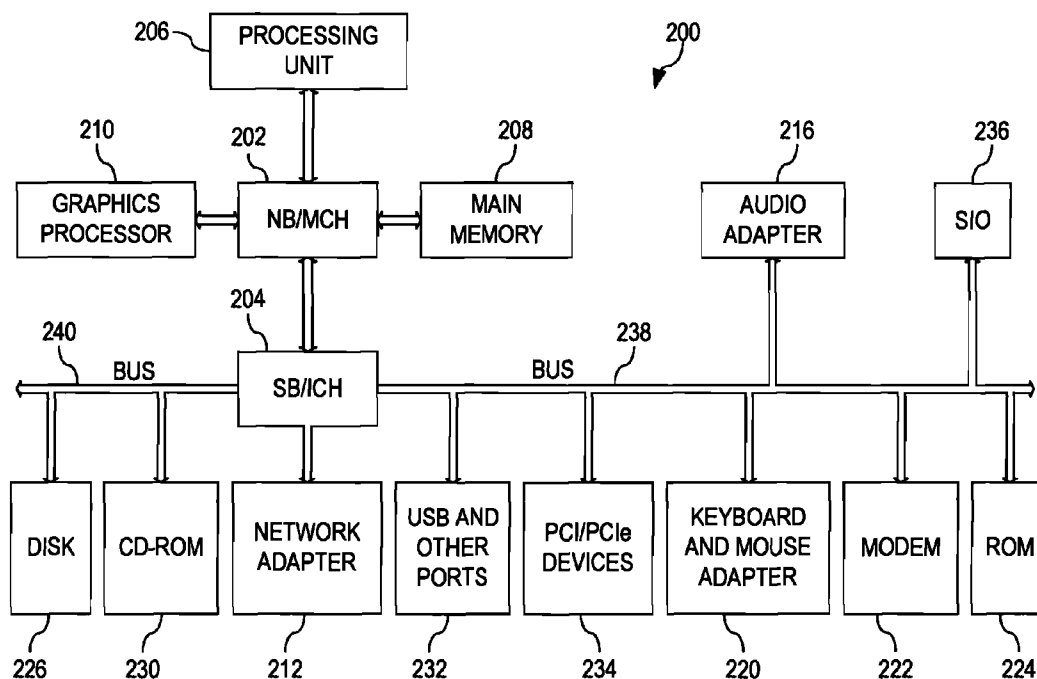 206
PROCESSING
UNIT
200
210
202
208
216
236
GRAPHICS
PROCESSOR
NB/MCH
MAIN
MEMORY
AUDIO
ADAPTER
SIO
204
240
238
BUS
SB/ICH
BUS
DISK
CD-ROM
NETWORK
ADAPTER
USB AND
OTHER
PORTS
PCI/PCIe
DEVICES
KEYBOARD
AND MOUSE
ADAPTER
MODEM
ROM
226
230
212
232
234
220
222
224